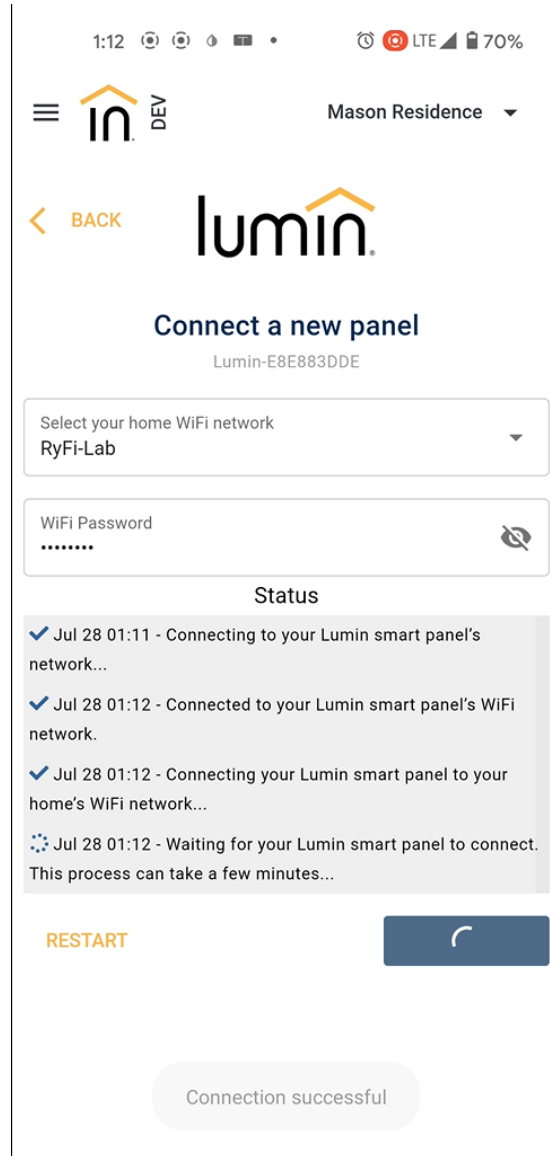 1:12 LTE 70%
in. DEV Mason Residence
BACK lumin.
Connect a new panel
Lumin-E8E883DDE
Select your home WiFi network
RyFi-Lab
WiFi Password
••••••••
Status
Jul 28 01:11 - Connecting to your Lumin smart panel's
network...
Jul 28 01:12 - Connected to your Lumin smart panel's WiFi
network.
Jul 28 01:12 - Connecting your Lumin smart panel to your
home's WiFi network...
Jul 28 01:12 - Waiting for your Lumin smart panel to connect.
This process can take a few minutes...
RESTART
Connection successful